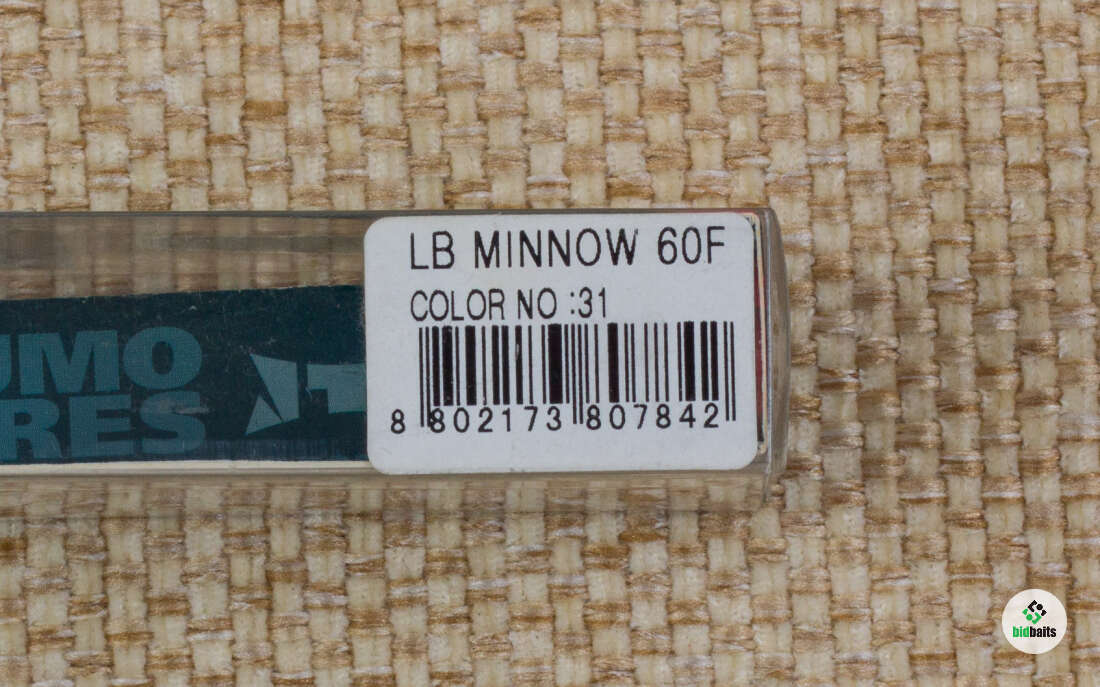 LB MINNOW 60F
COLOR NO :31
8 802173 807842
UMO
RES
bidbaits